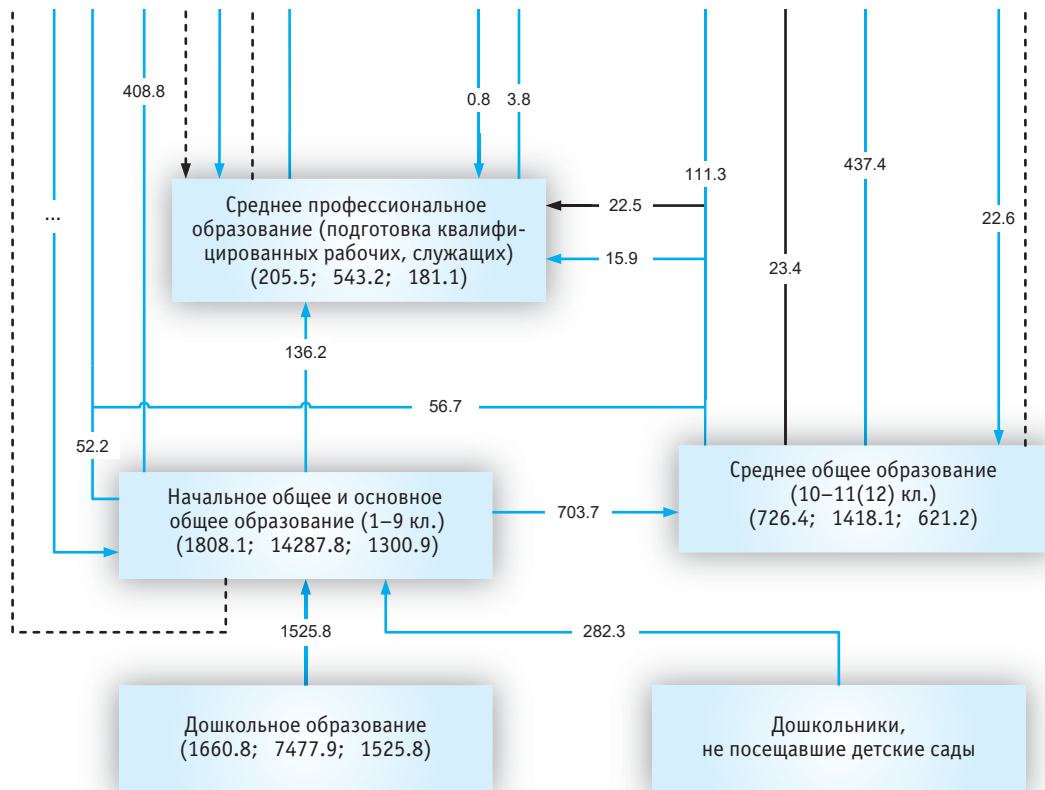 408.8
0.8
3.8
Среднее профессиональное
образование (подготовка квалифи-
цированных рабочих, служащих)
(205.5; 543.2; 181.1)
...
22.5
15.9
111.3
23.4
437.4
22.6
136.2
56.7
52.2
Начальное общее и основное
общее образование (1–9 кл.)
(1808.1; 14287.8; 1300.9)
703.7
Среднее общее образование
(10–11(12) кл.)
(726.4; 1418.1; 621.2)
1525.8
282.3
Дошкольное образование
(1660.8; 7477.9; 1525.8)
Дошкольники,
не посещавшие детские сады